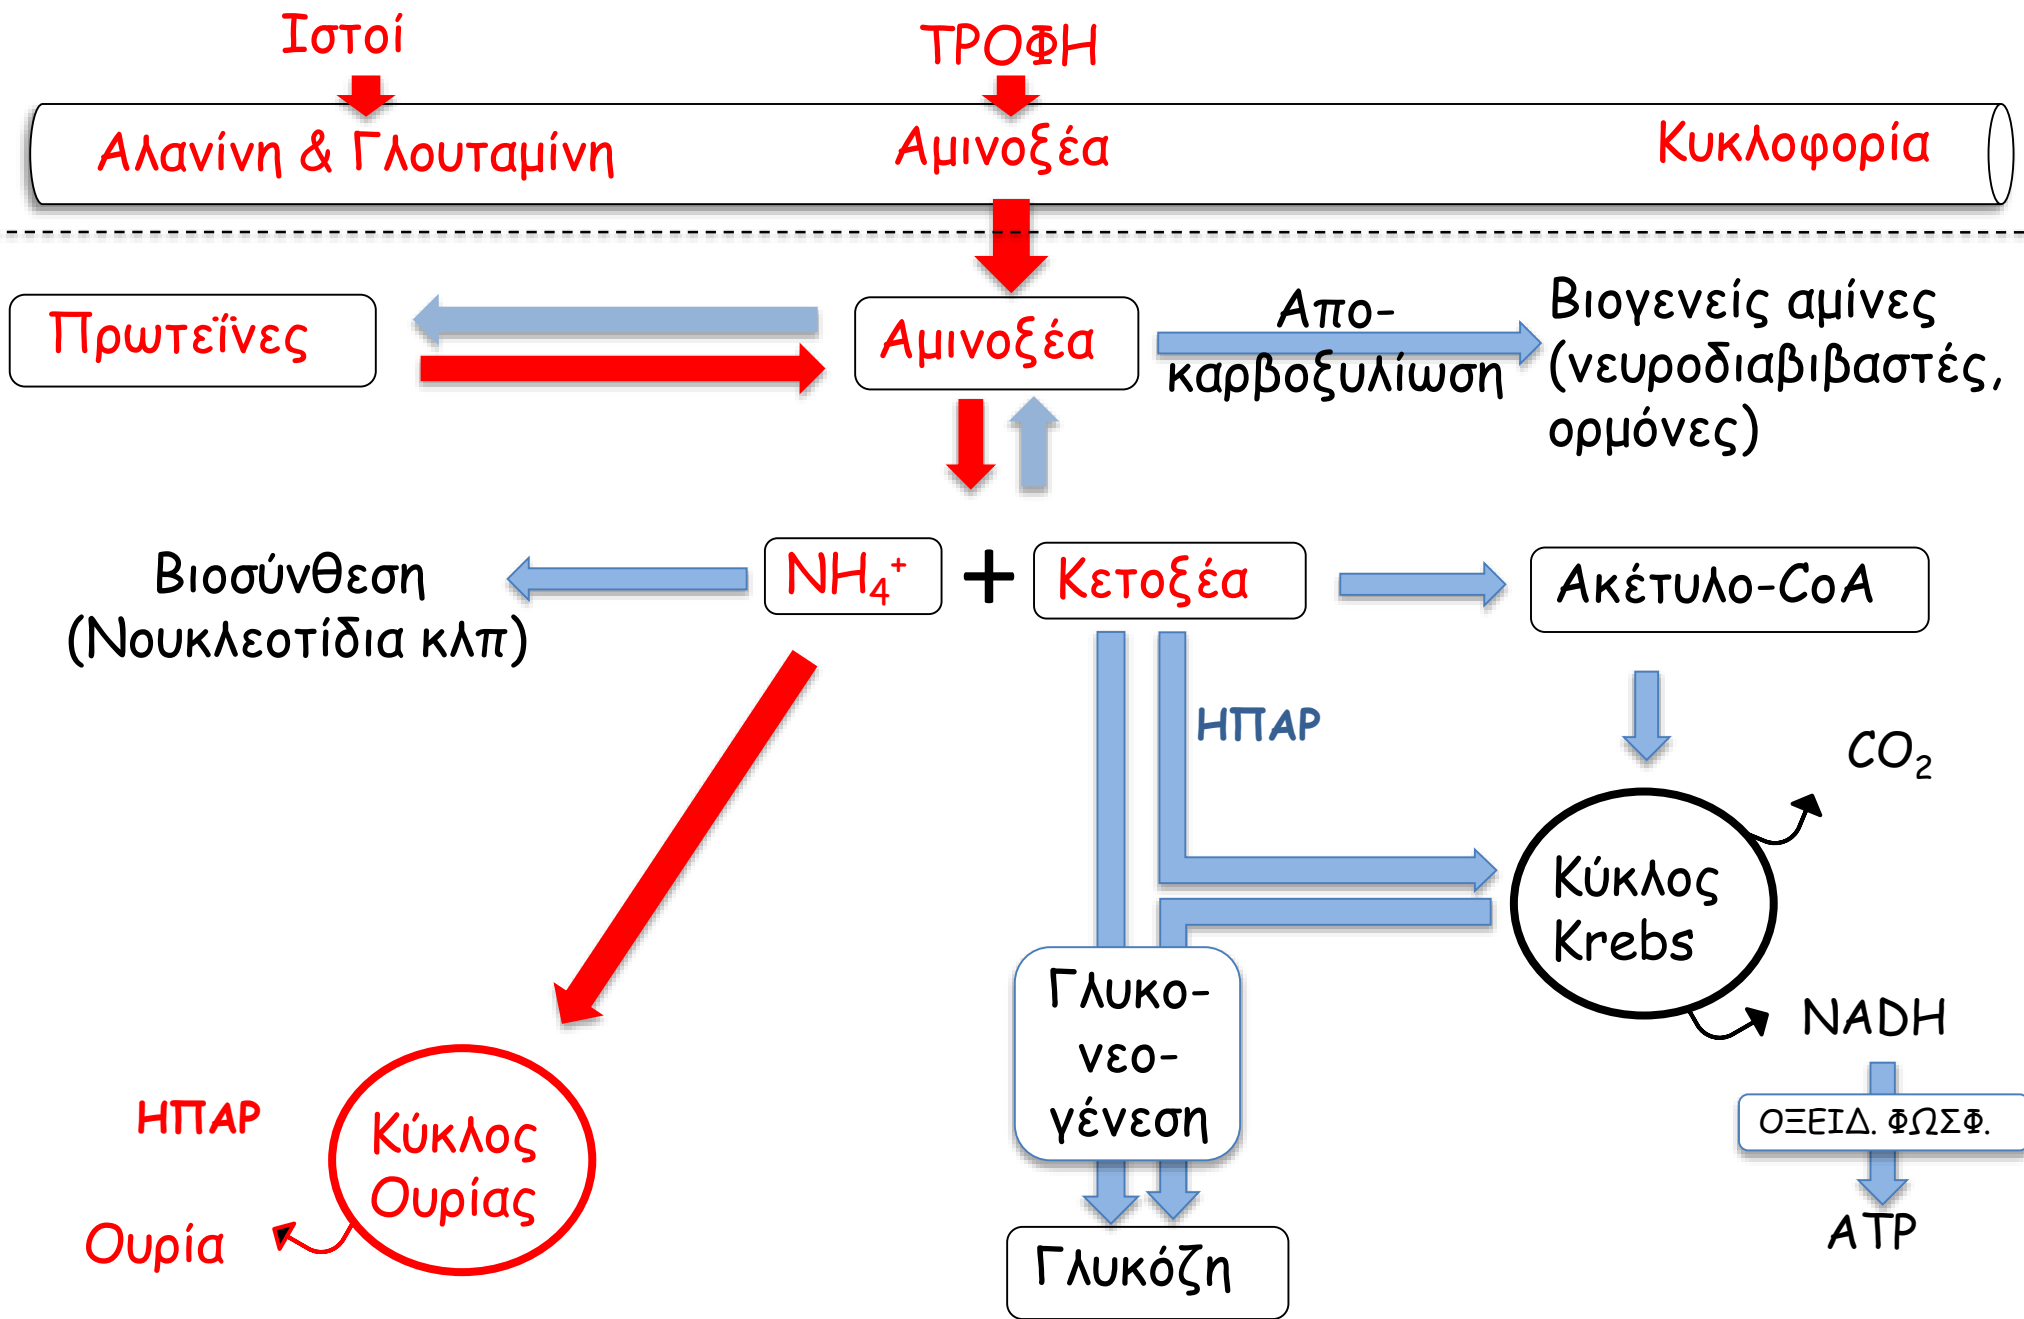 Ιστοί
ΤΡΟΦΗ
Αλανίνη & Γλουταμίνη
Αμινοξέα
Κυκλοφορία
Πρωτεΐνες
Αμινοξέα
Απο-
καρβοξυλίωση
Βιογενείς αμίνες
(νευροδιαβιβαστές,
ορμόνες)
Βιοσύνθεση
(Νουκλεοτίδια κλπ)
NH₄⁺
+
Κετοξέα
Ακέτυλο-CoA
ΗΠΑΡ
CO₂
Κύκλος
Krebs
Γλυκο-
νεο-
γένεση
NADH
ΟΞΕΙΔ. ΦΩΣΦ.
ATP
ΗΠΑΡ
Κύκλος
Ουρίας
Ουρία
Γλυκόζη